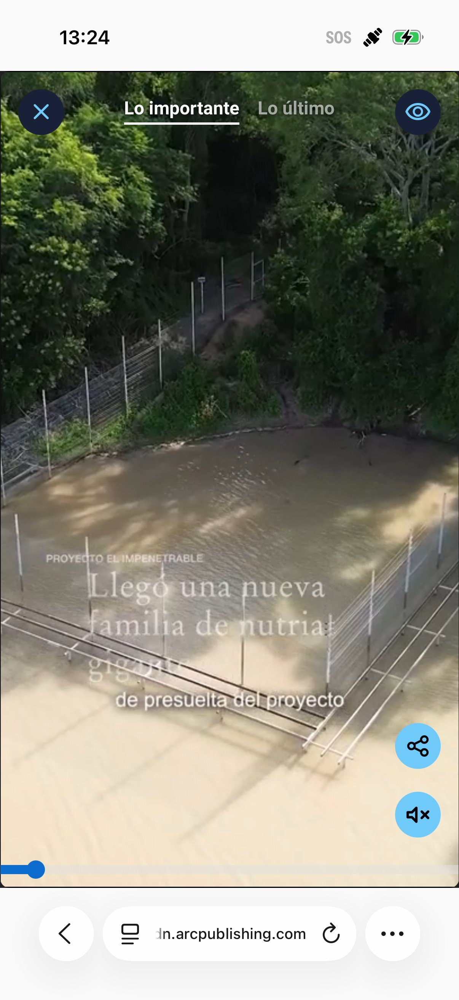 13:24
SOS
Lo importante Lo último
PROYECTO EL IMPENETRABLE
Llegó una nueva
familia de nutria
gigante
de presuelta del proyecto
dn.arcpublishing.com